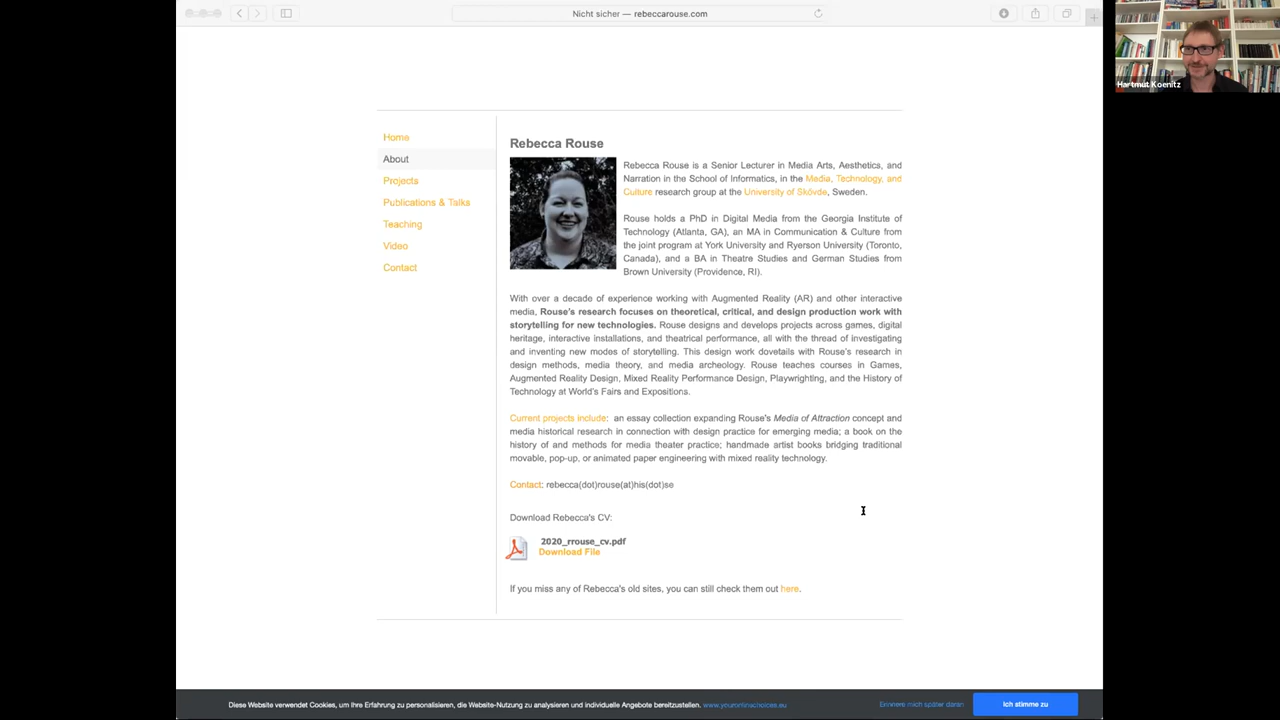 Nicht sicher — rebeccarouse.com
Hartmut Koenitz
Home
About
Projects
Publications & Talks
Teaching
Video
Contact
Rebecca Rouse
Rebecca Rouse is a Senior Lecturer in Media Arts, Aesthetics, and
Narration in the School of Informatics, in the Media, Technology, and
Culture research group at the University of Skövde, Sweden.
Rouse holds a PhD in Digital Media from the Georgia Institute of
Technology (Atlanta, GA), an MA in Communication & Culture from
the joint program at York University and Ryerson University (Toronto,
Canada), and a BA in Theatre Studies and German Studies from
Brown University (Providence, RI).
With over a decade of experience working with Augmented Reality (AR) and other interactive
media, Rouse's research focuses on theoretical, critical, and design production work with
storytelling for new technologies. Rouse designs and develops projects across games, digital
heritage, interactive installations, and theatrical performance, all with the thread of investigating
and inventing new modes of storytelling. This design work dovetails with Rouse's research in
design methods, media theory, and media archeology. Rouse teaches courses in Games,
Augmented Reality Design, Mixed Reality Performance Design, Playwrighting, and the History of
Technology at World's Fairs and Expositions.
Current projects include: an essay collection expanding Rouse's Media of Attraction concept and
media historical research in connection with design practice for emerging media; a book on the
history of and methods for media theater practice; handmade artist books bridging traditional
movable, pop-up, or animated paper engineering with mixed reality technology.
Contact: rebecca(dot)rouse(at)his(dot)se
Download Rebecca's CV:
2020_rrouse_cv.pdf
Download File
If you miss any of Rebecca's old sites, you can still check them out here.
Diese Website verwendet Cookies, um Ihre Erfahrung zu personalisieren, die Website-Nutzung zu analysieren und individuelle Angebote bereitzustellen. www.youronlinechoices.eu
Erinnere mich später daran
Ich stimme zu